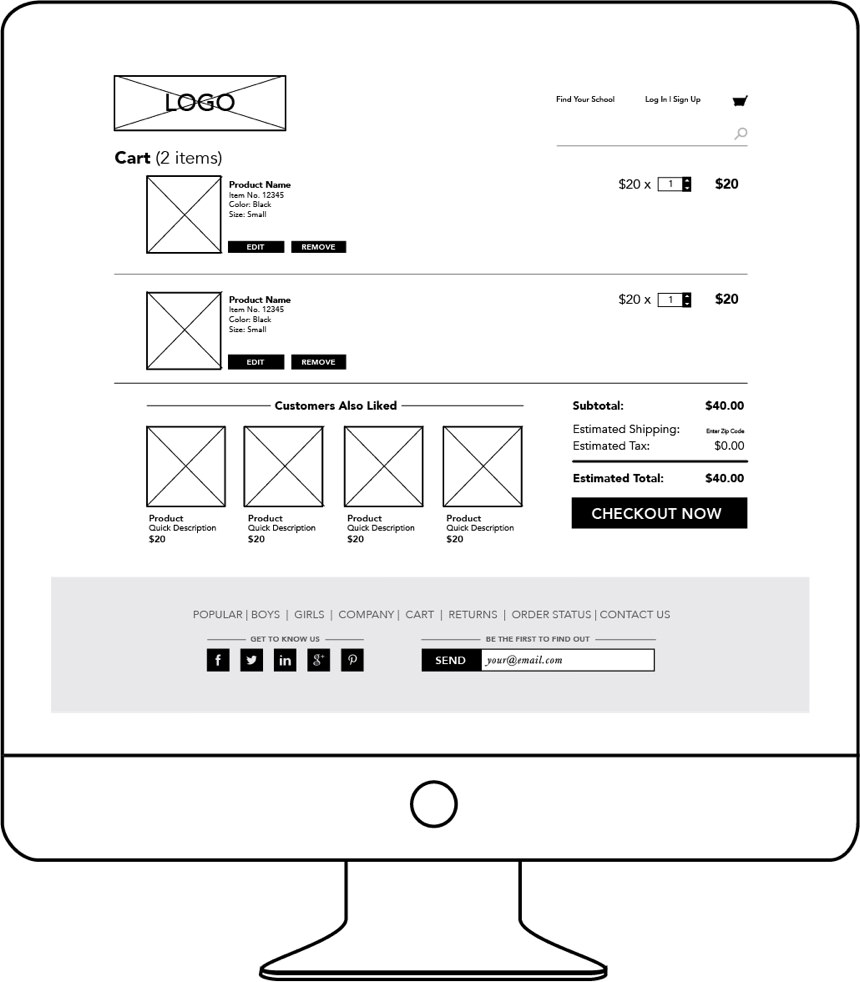 LOGO
Find Your School
Log In | Sign Up
Cart (2 items)
Product Name
Item No. 12345
Color: Black
Size: Small
EDIT
REMOVE
$20 x 1
$20
Product Name
Item No. 12345
Color: Black
Size: Small
EDIT
REMOVE
$20 x 1
$20
Customers Also Liked
Product
Quick Description
$20
Product
Quick Description
$20
Product
Quick Description
$20
Product
Quick Description
$20
Subtotal: $40.00
Estimated Shipping: Enter Zip Code
Estimated Tax: $0.00
Estimated Total: $40.00
CHECKOUT NOW
POPULAR | BOYS | GIRLS | COMPANY | CART | RETURNS | ORDER STATUS | CONTACT US
GET TO KNOW US
f in g+
BE THE FIRST TO FIND OUT
SEND your@email.com